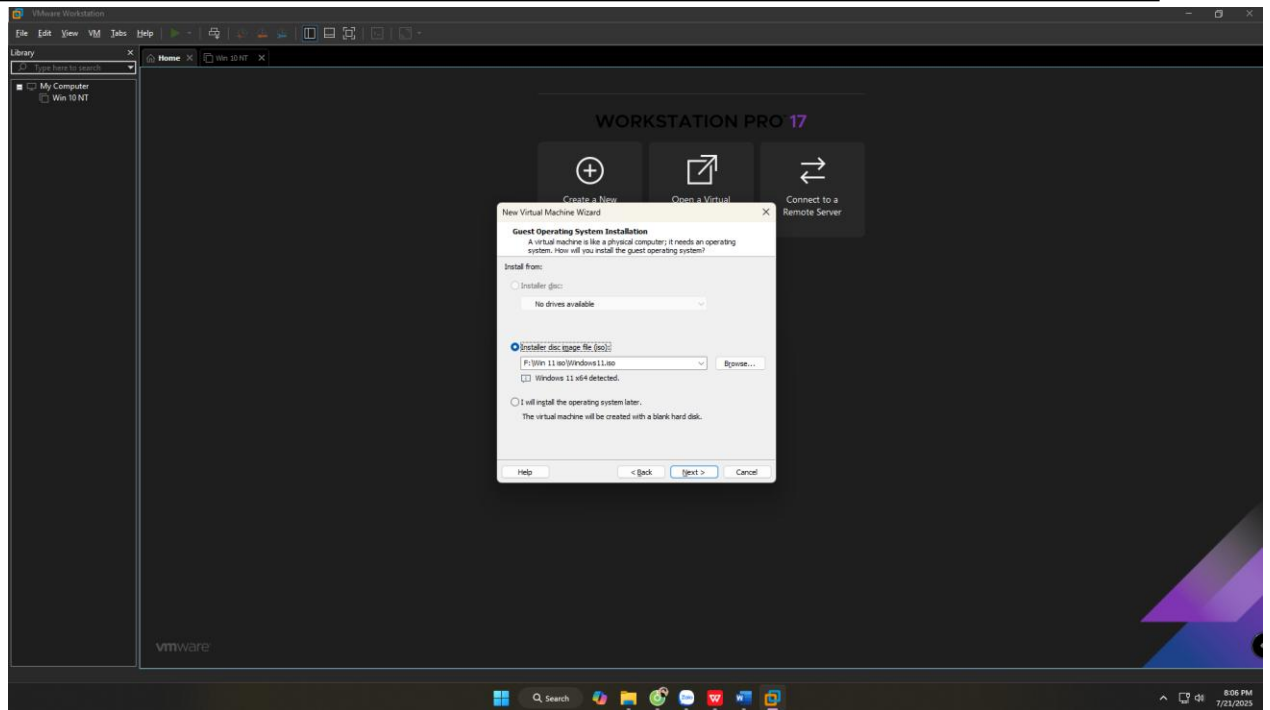 VMware Workstation
File Edit View VM Tabs Help
Library
Type here to search
My Computer
Win 10 NT
Home
Win 10 NT
WORKSTATION PRO 17
Create a New
Open a Virtual
Connect to a
Remote Server
New Virtual Machine Wizard
Guest Operating System Installation
A virtual machine is like a physical computer; it needs an operating
system. How will you install the guest operating system?
Install from:
Installer disc:
No drives available
Installer disc image file (iso):
F:\Win 11 iso\Windows11.iso
Browse...
Windows 11 x64 detected.
I will install the operating system later.
The virtual machine will be created with a blank hard disk.
Help
< Back
Next >
Cancel
vmware
Search
Zalo
8:06 PM
7/21/2025